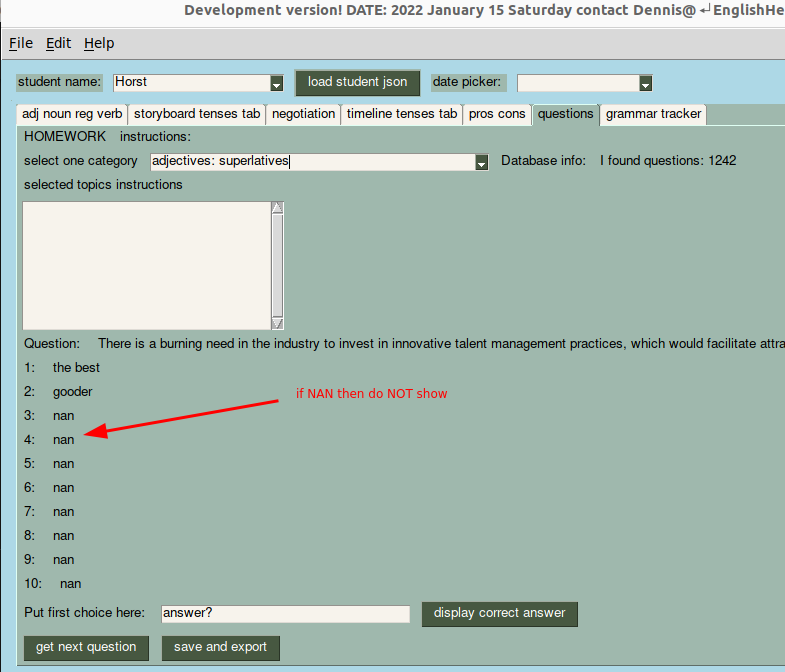 Development version! DATE: 2022 January 15 Saturday contact Dennis@ ↵EnglishHe
File Edit Help
student name: Horst load student json date picker:
adj noun reg verb storyboard tenses tab negotiation timeline tenses tab pros cons questions grammar tracker
HOMEWORK instructions:
select one category adjectives: superlatives Database info: I found questions: 1242
selected topics instructions
Question: There is a burning need in the industry to invest in innovative talent management practices, which would facilitate attra
1: the best
2: gooder
if NAN then do NOT show
3: nan
4: nan
5: nan
6: nan
7: nan
8: nan
9: nan
10: nan
Put first choice here: answer? display correct answer
get next question save and export